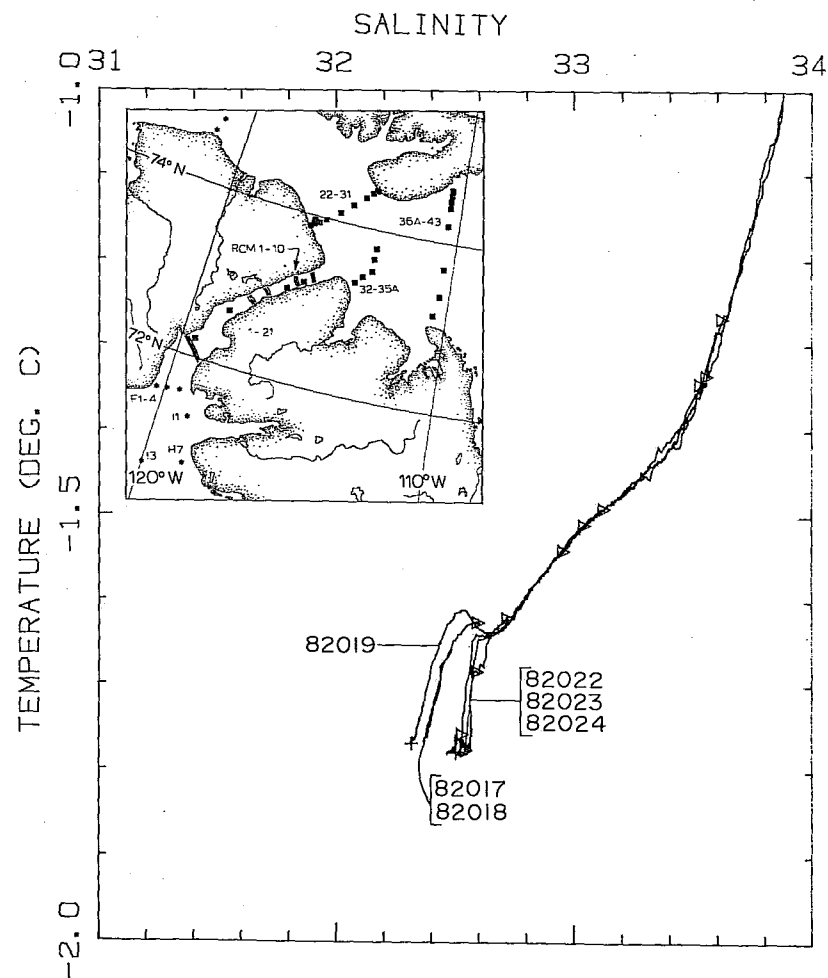 SALINITY
31 32 33 34
-1.0
-1.5
-2.0
TEMPERATURE (DEG. C)
74°N
22-31
36A-43
RCM 1-10
32-35A
-21
72°N
F1-4
I1
I3
H7
120°W
110°W
82019
82022
82023
82024
82017
82018